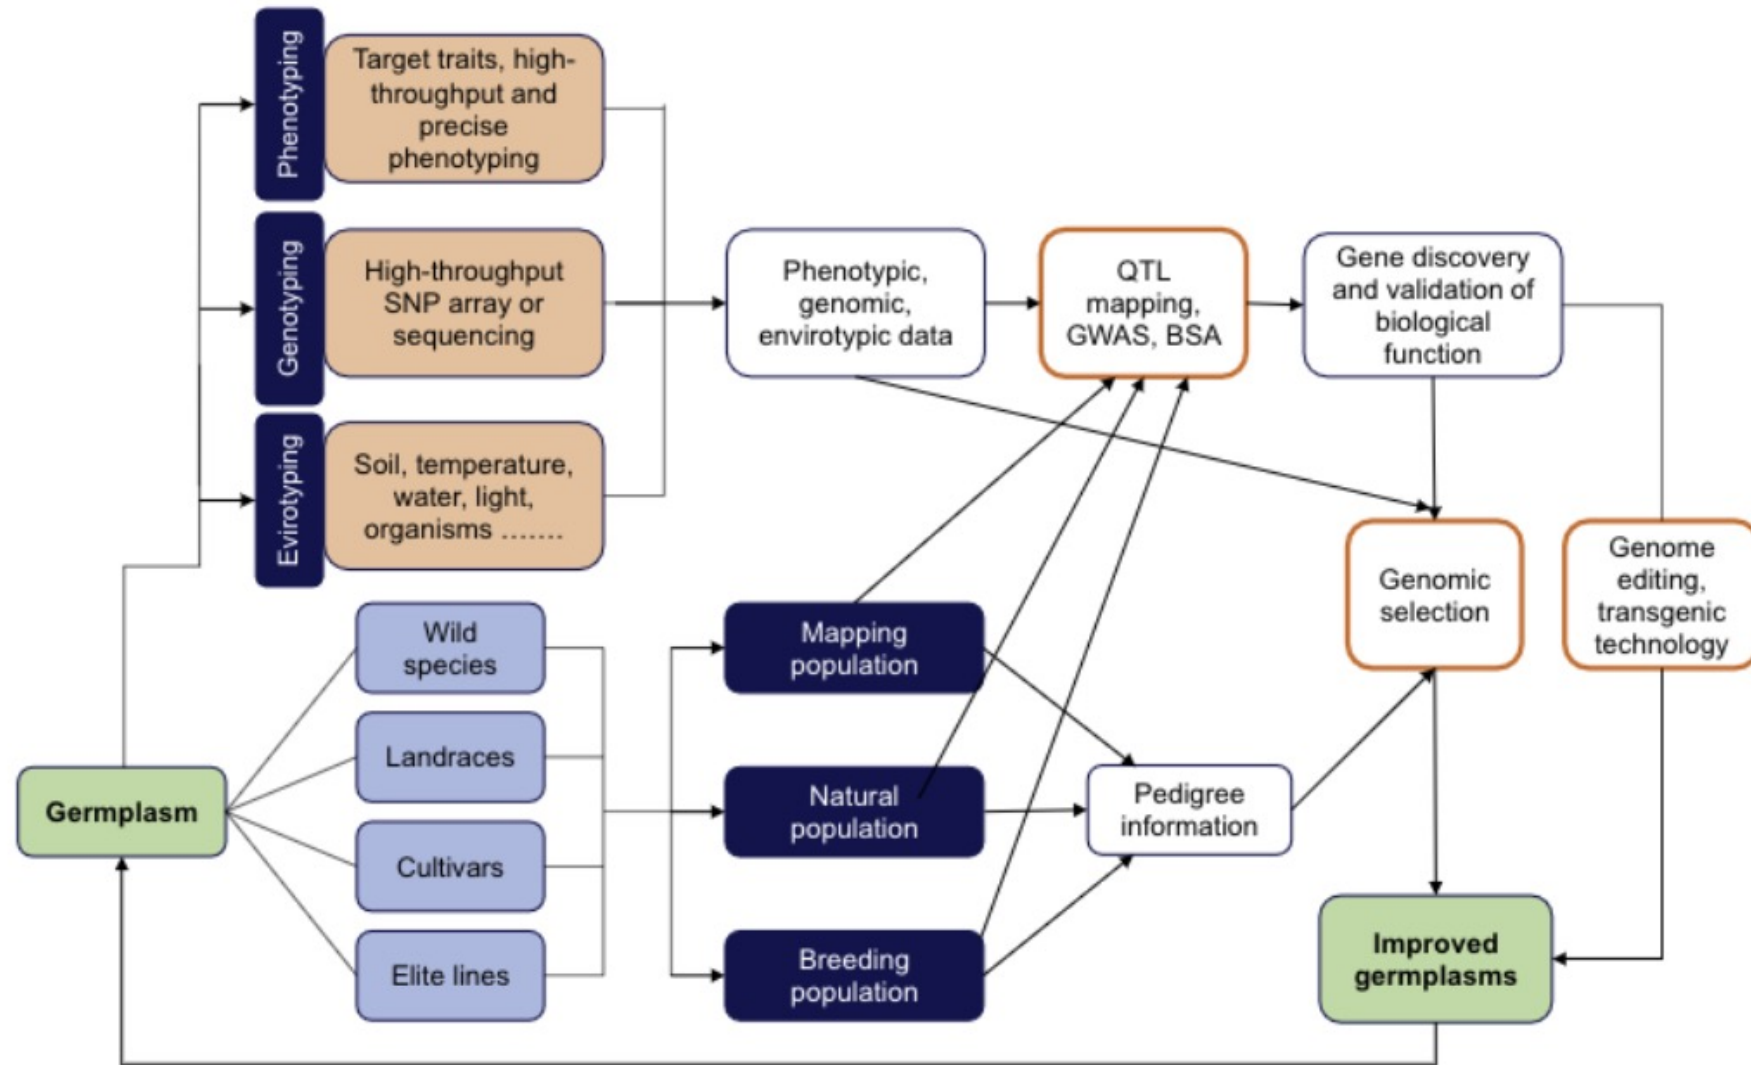 Phenotyping
Target traits, high-
throughput and
precise
phenotyping
Genotyping
High-throughput
SNP array or
sequencing
Evirotyping
Soil, temperature,
water, light,
organisms .......
Phenotypic,
genomic,
envirotypic data
QTL
mapping,
GWAS, BSA
Gene discovery
and validation of
biological
function
Genomic
selection
Genome
editing,
transgenic
technology
Germplasm
Wild
species
Landraces
Cultivars
Elite lines
Mapping
population
Natural
population
Breeding
population
Pedigree
information
Improved
germplasms